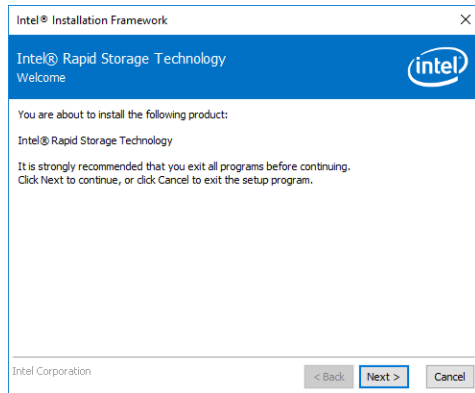 Intel® Installation Framework
Intel® Rapid Storage Technology
Welcome
intel
You are about to install the following product:
Intel® Rapid Storage Technology
It is strongly recommended that you exit all programs before continuing.
Click Next to continue, or click Cancel to exit the setup program.
Intel Corporation
< Back Next > Cancel